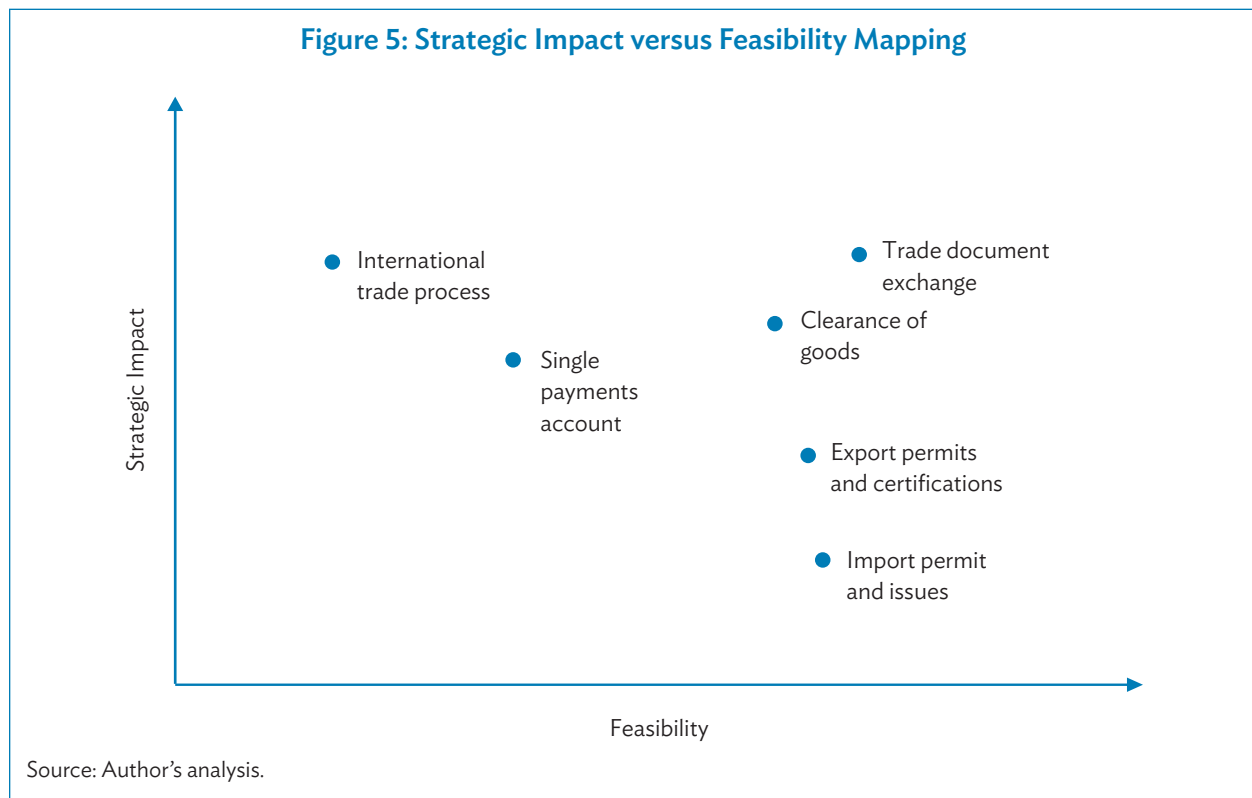 Figure 5: Strategic Impact versus Feasibility Mapping
International
trade process
Trade document
exchange
Clearance of
goods
Single
payments
account
Export permits
and certifications
Import permit
and issues
Strategic Impact
Feasibility
Source: Author’s analysis.